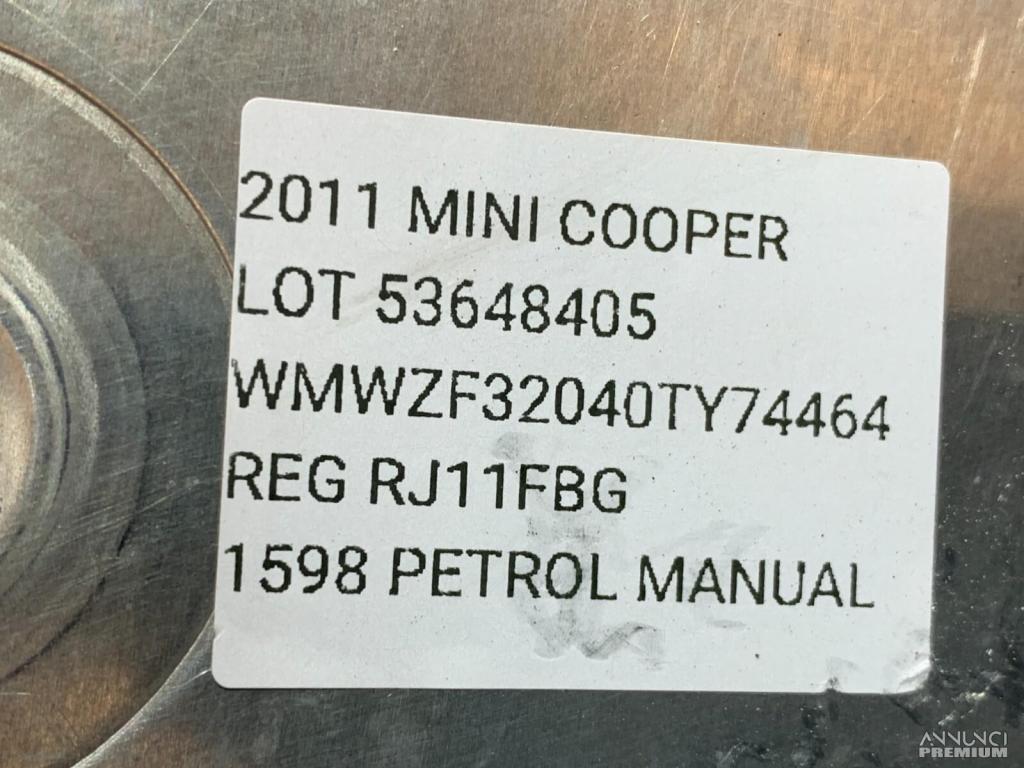 2011 MINI COOPER
LOT 53648405
WMWZF32040TY74464
REG RJ11FBG
1598 PETROL MANUAL
ANNUNCI
PREMIUM